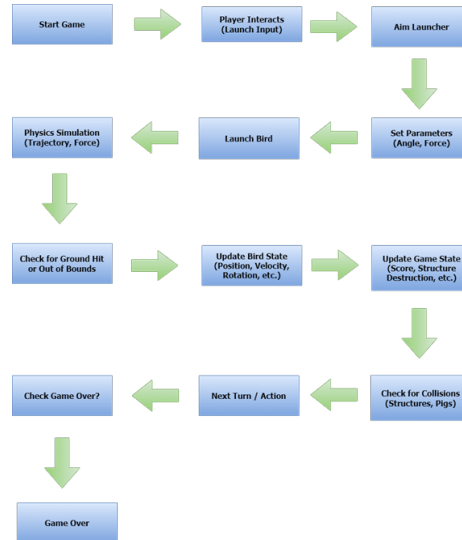 Start Game
Player Interacts
(Launch Input)
Aim Launcher
Physics Simulation
(Trajectory, Force)
Launch Bird
Set Parameters
(Angle, Force)
Check for Ground Hit
or Out of Bounds
Update Bird State
(Position, Velocity,
Rotation, etc.)
Update Game State
(Score, Structure
Destruction, etc.)
Check Game Over?
Next Turn / Action
Check for Collisions
(Structures, Pigs)
Game Over